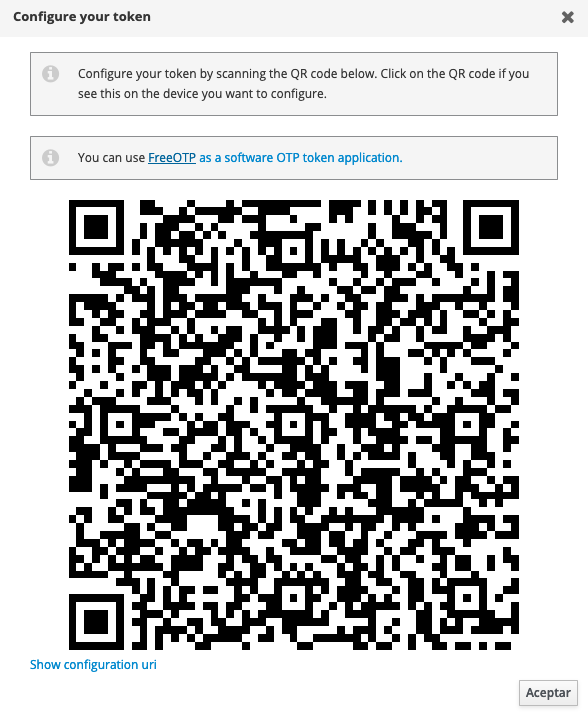 Configure your token
Configure your token by scanning the QR code below. Click on the QR code if you
see this on the device you want to configure.
You can use FreeOTP as a software OTP token application.
Show configuration uri
Aceptar